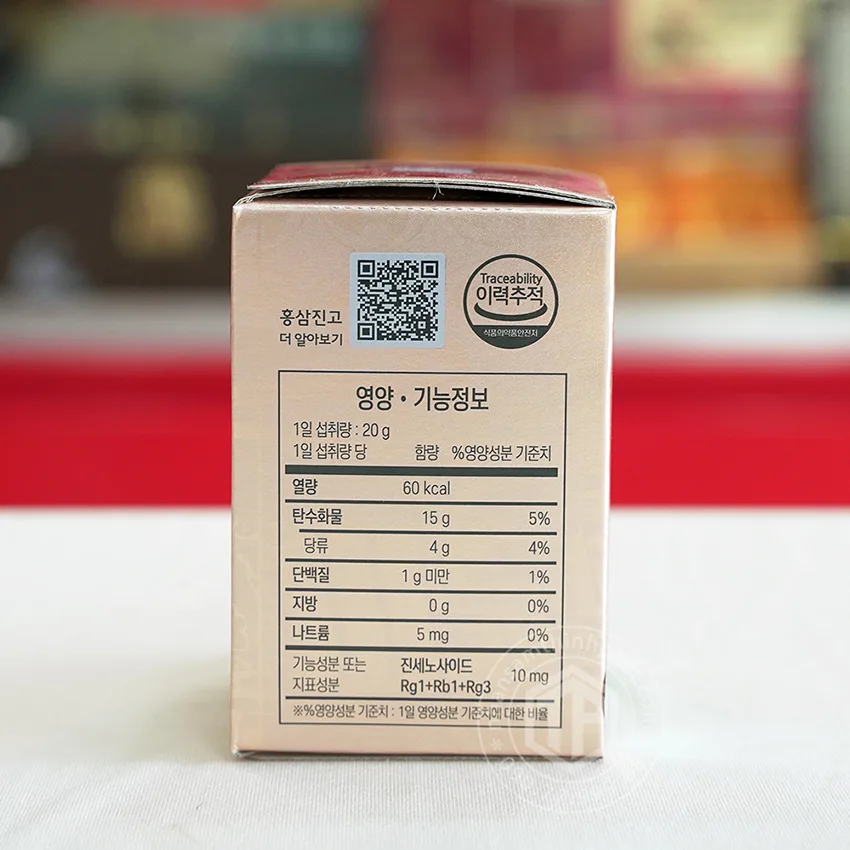 홍삼진고
더 알아보기
Traceability
이력추적
식품의약품안전처
영양・기능정보
1일 섭취량 : 20 g
1일 섭취량 당 함량 %영양성분 기준치
열량 60 kcal
탄수화물 15 g 5%
당류 4 g 4%
단백질 1 g 미만 1%
지방 0 g 0%
나트륨 5 mg 0%
기능성분 또는 진세노사이드 10 mg
지표성분 Rg1+Rb1+Rg3
※%영양성분 기준치 : 1일 영양성분 기준치에 대한 비율